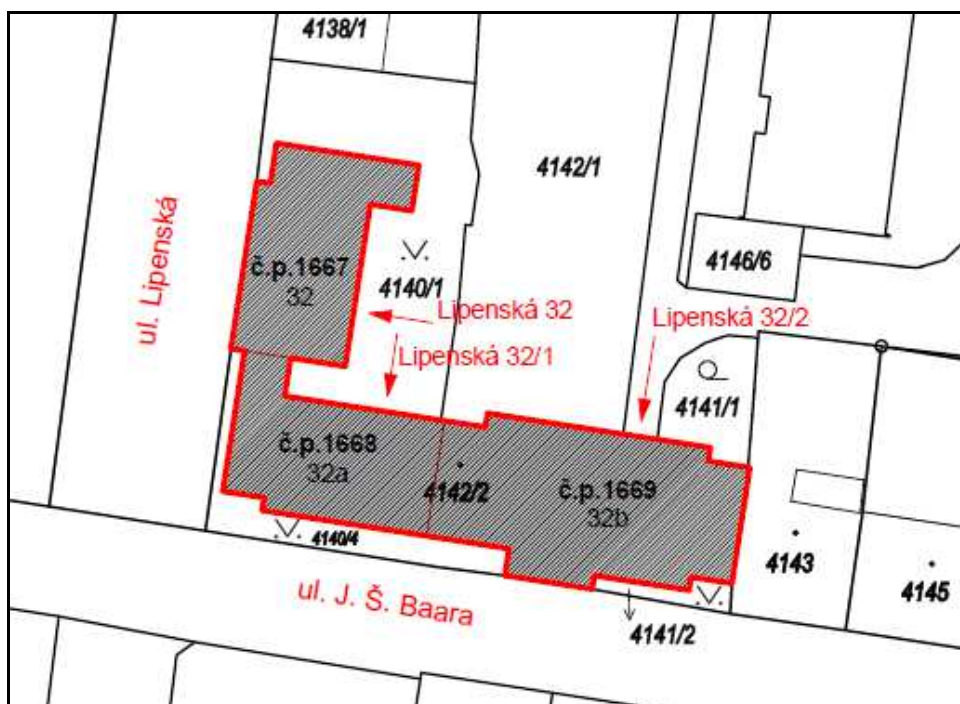 4138/1
4142/1
ul. Lipenská
č.p.1667
32
4140/1
4146/6
Lipenská 32
Lipenská 32/2
Lipenská 32/1
4141/1
č.p.1668
32a
4142/2
č.p.1669
32b
4140/4
4143
4145
ul. J. Š. Baara
4141/2